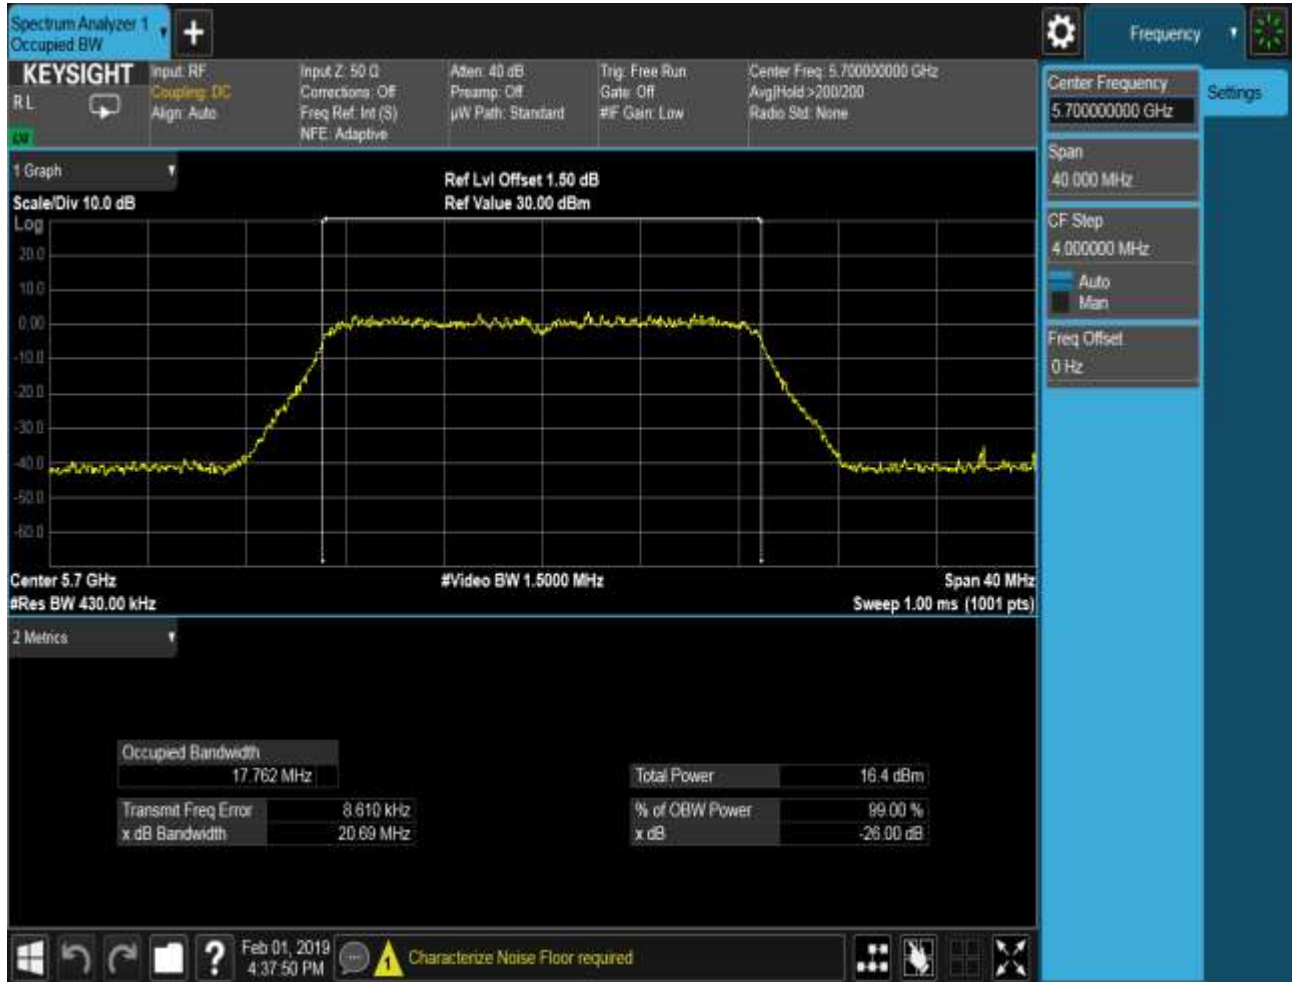 Spectrum Analyzer 1
Occupied BW
Frequency
KEYSIGHT
R L
Input: RF
Coupling: DC
Align: Auto
Input Z: 50 Ω
Corrections: Off
Freq Ref: Int (S)
NFE: Adaptive
Atten: 40 dB
Preamp: Off
µW Path: Standard
Trig: Free Run
Gate: Off
#IF Gain: Low
Center Freq: 5.700000000 GHz
Avg|Hold:>200/200
Radio Std: None
Center Frequency
5.700000000 GHz
Settings
Span
40.000 MHz
CF Step
4.000000 MHz
Auto
Man
Freq Offset
0 Hz
1 Graph
Scale/Div 10.0 dB
Ref Lvl Offset 1.50 dB
Ref Value 30.00 dBm
Log
20.0
10.0
0.00
-10.0
-20.0
-30.0
-40.0
-50.0
-60.0
Center 5.7 GHz
#Video BW 1.5000 MHz
Span 40 MHz
#Res BW 430.00 kHz
Sweep 1.00 ms (1001 pts)
2 Metrics
Occupied Bandwidth
17.762 MHz
Total Power 16.4 dBm
Transmit Freq Error 8.610 kHz
% of OBW Power 99.00 %
x dB Bandwidth 20.69 MHz
x dB -26.00 dB
Feb 01, 2019
4:37:50 PM
1
Characterize Noise Floor required